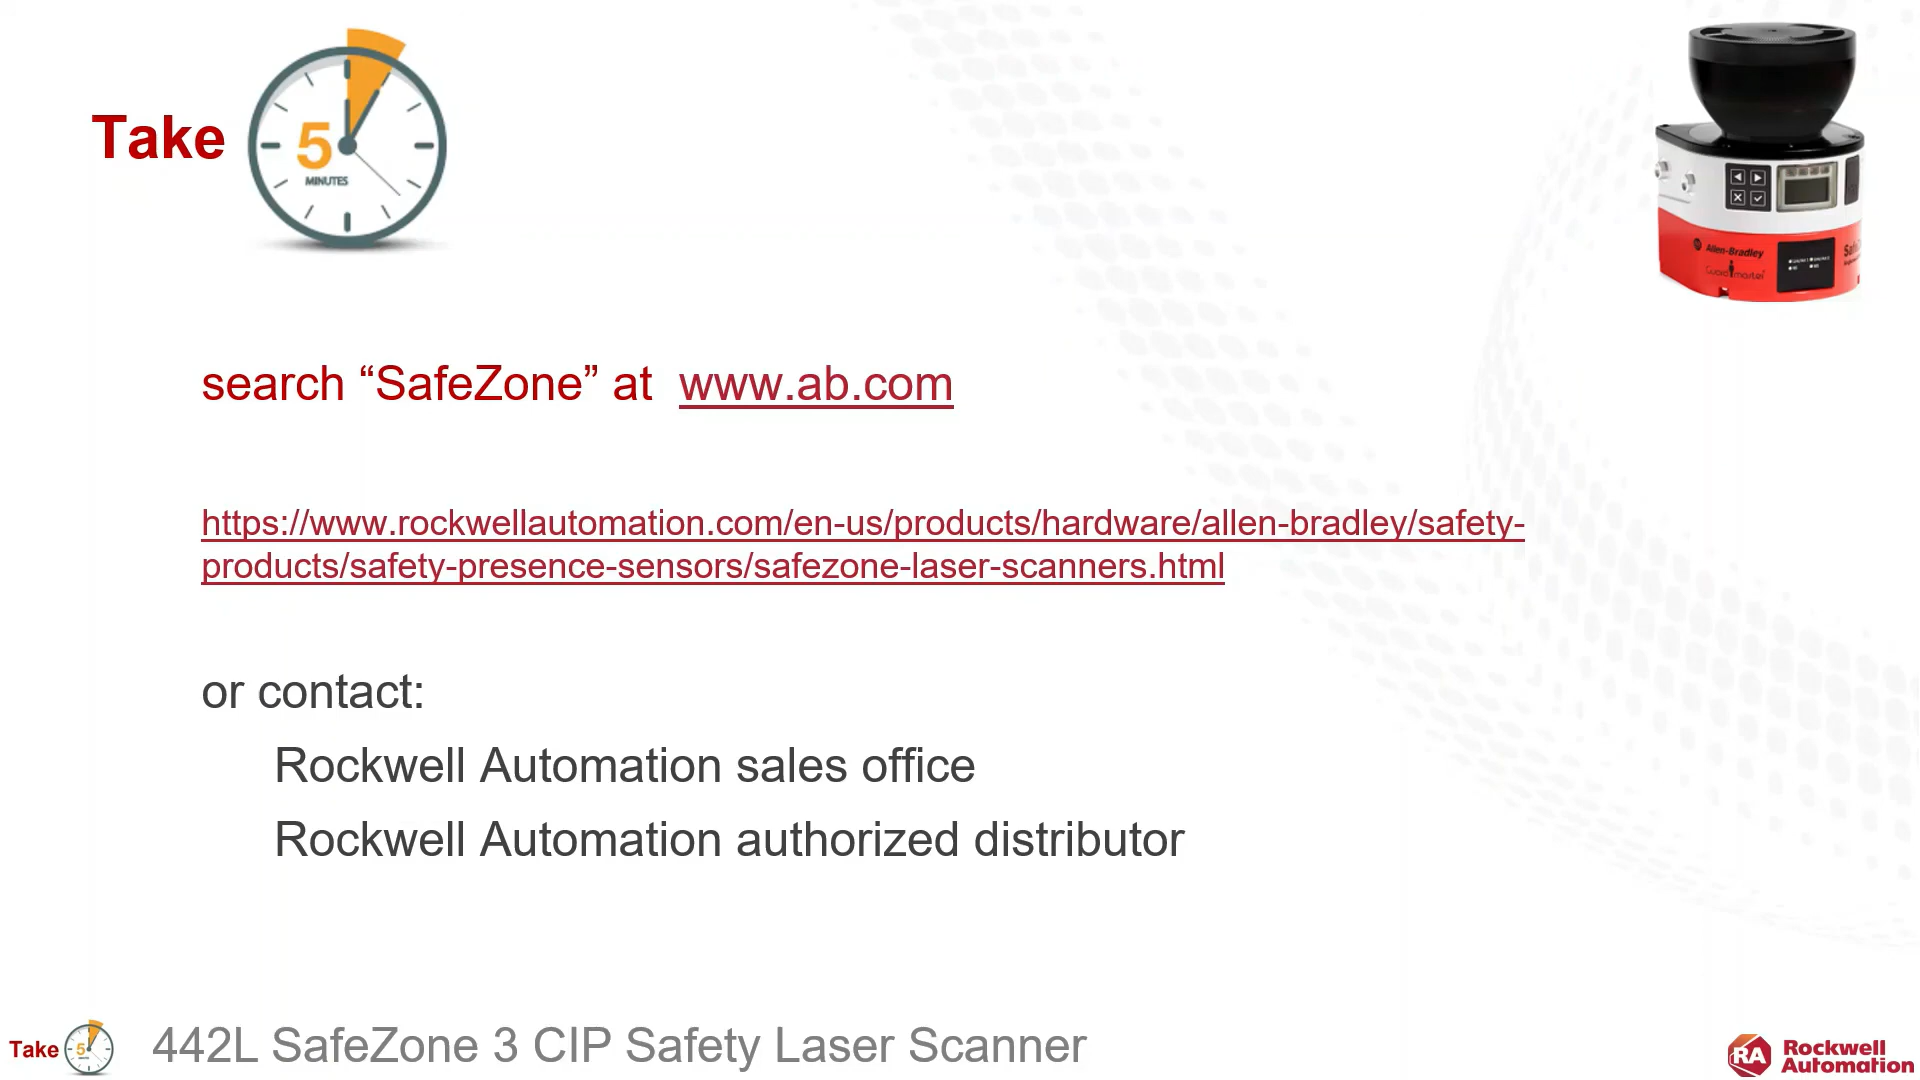 Take
5
MINUTES
Allen-Bradley
Guardmaster
search “SafeZone” at www.ab.com
https://www.rockwellautomation.com/en-us/products/hardware/allen-bradley/safety-
products/safety-presence-sensors/safezone-laser-scanners.html
or contact:
Rockwell Automation sales office
Rockwell Automation authorized distributor
Take
5
442L SafeZone 3 CIP Safety Laser Scanner
RA
Rockwell
Automation